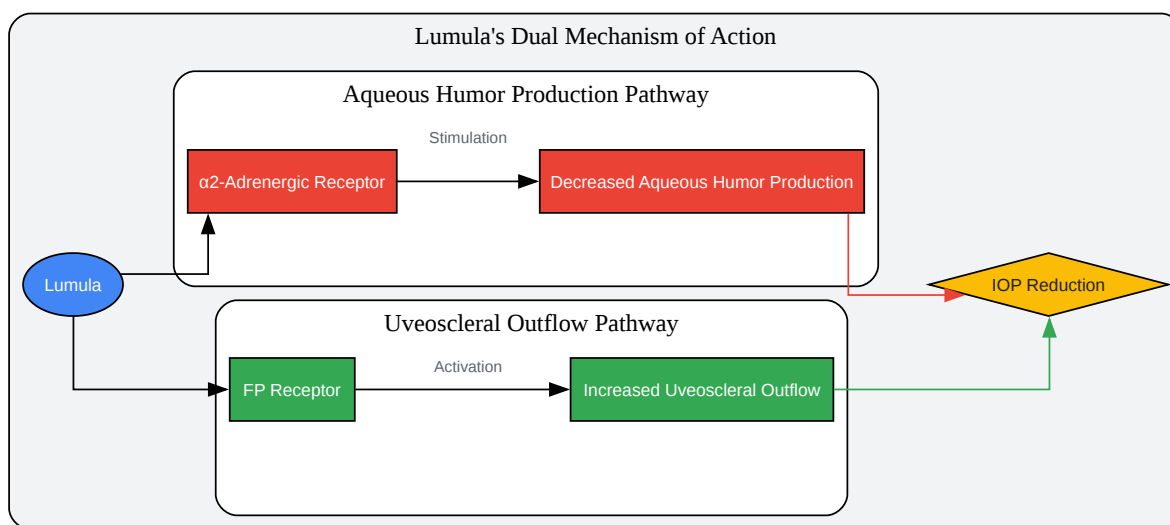 Lumula's Dual Mechanism of Action
Aqueous Humor Production Pathway
Stimulation
α2-Adrenergic Receptor
Decreased Aqueous Humor Production
Lumula
IOP Reduction
Uveoscleral Outflow Pathway
Activation
FP Receptor
Increased Uveoscleral Outflow